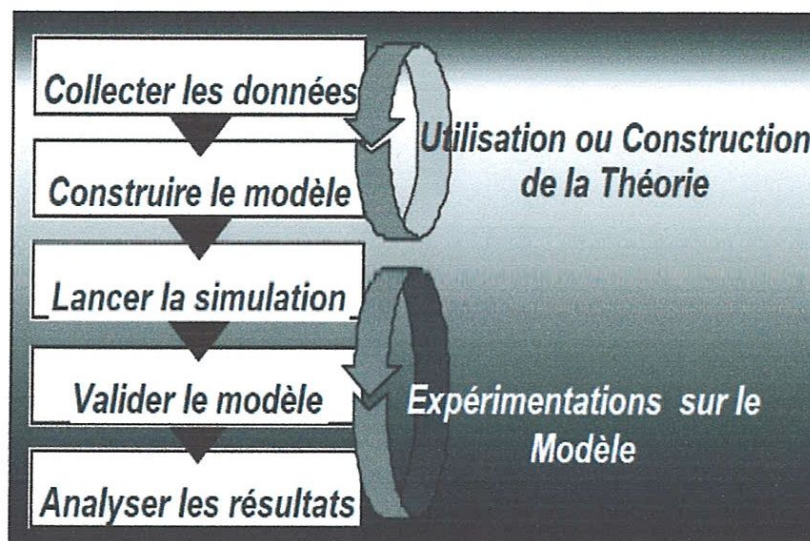 Collecter les données
Construire le modèle
Lancer la simulation
Valider le modèle
Analyser les résultats
Utilisation ou Construction
de la Théorie
Expérimentations sur le
Modèle